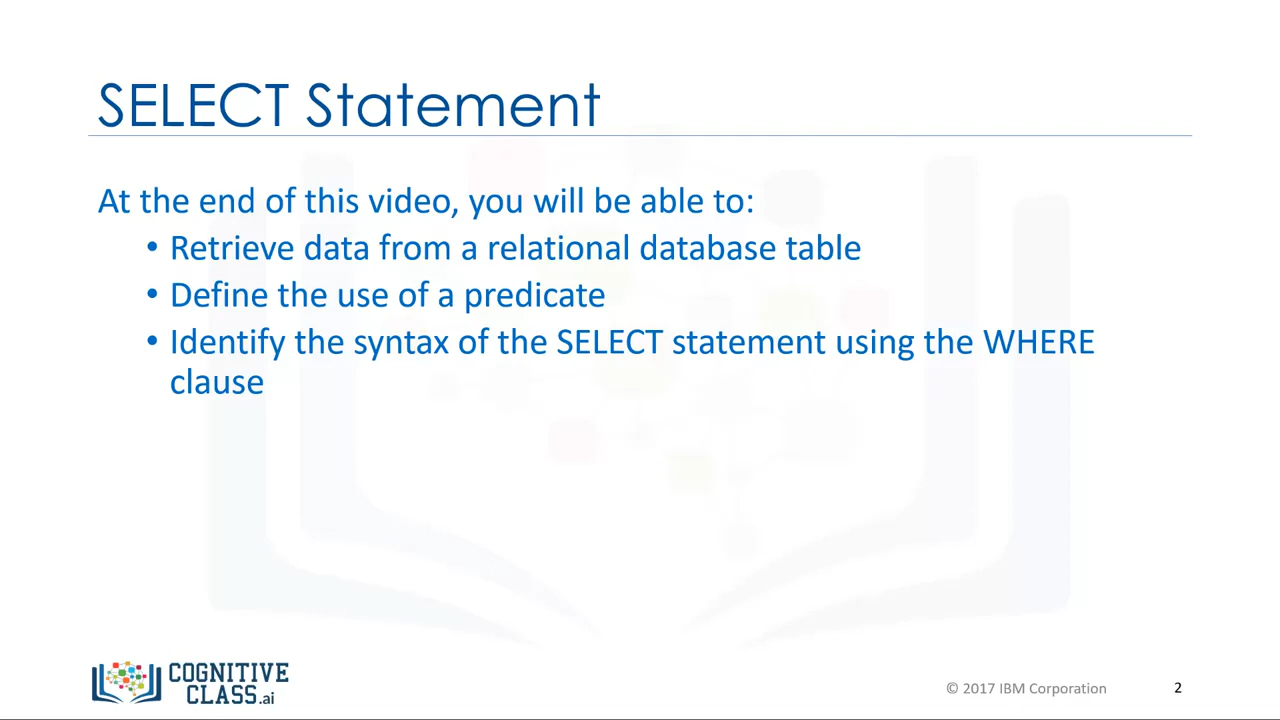 SELECT Statement
At the end of this video, you will be able to:
• Retrieve data from a relational database table
• Define the use of a predicate
• Identify the syntax of the SELECT statement using the WHERE
clause
COGNITIVE
CLASS.ai
© 2017 IBM Corporation
2